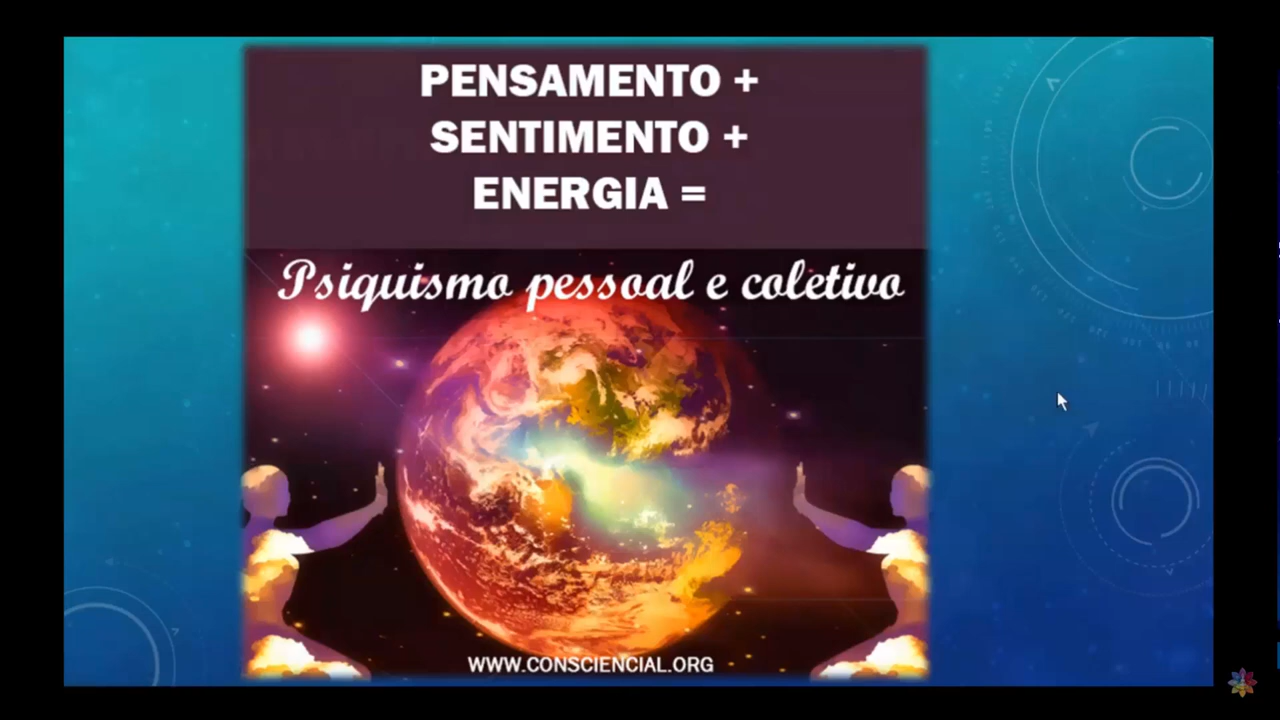 PENSAMENTO +
SENTIMENTO +
ENERGIA =
Psiquismo pessoal e coletivo
WWW.CONSCIENCIAL.ORG